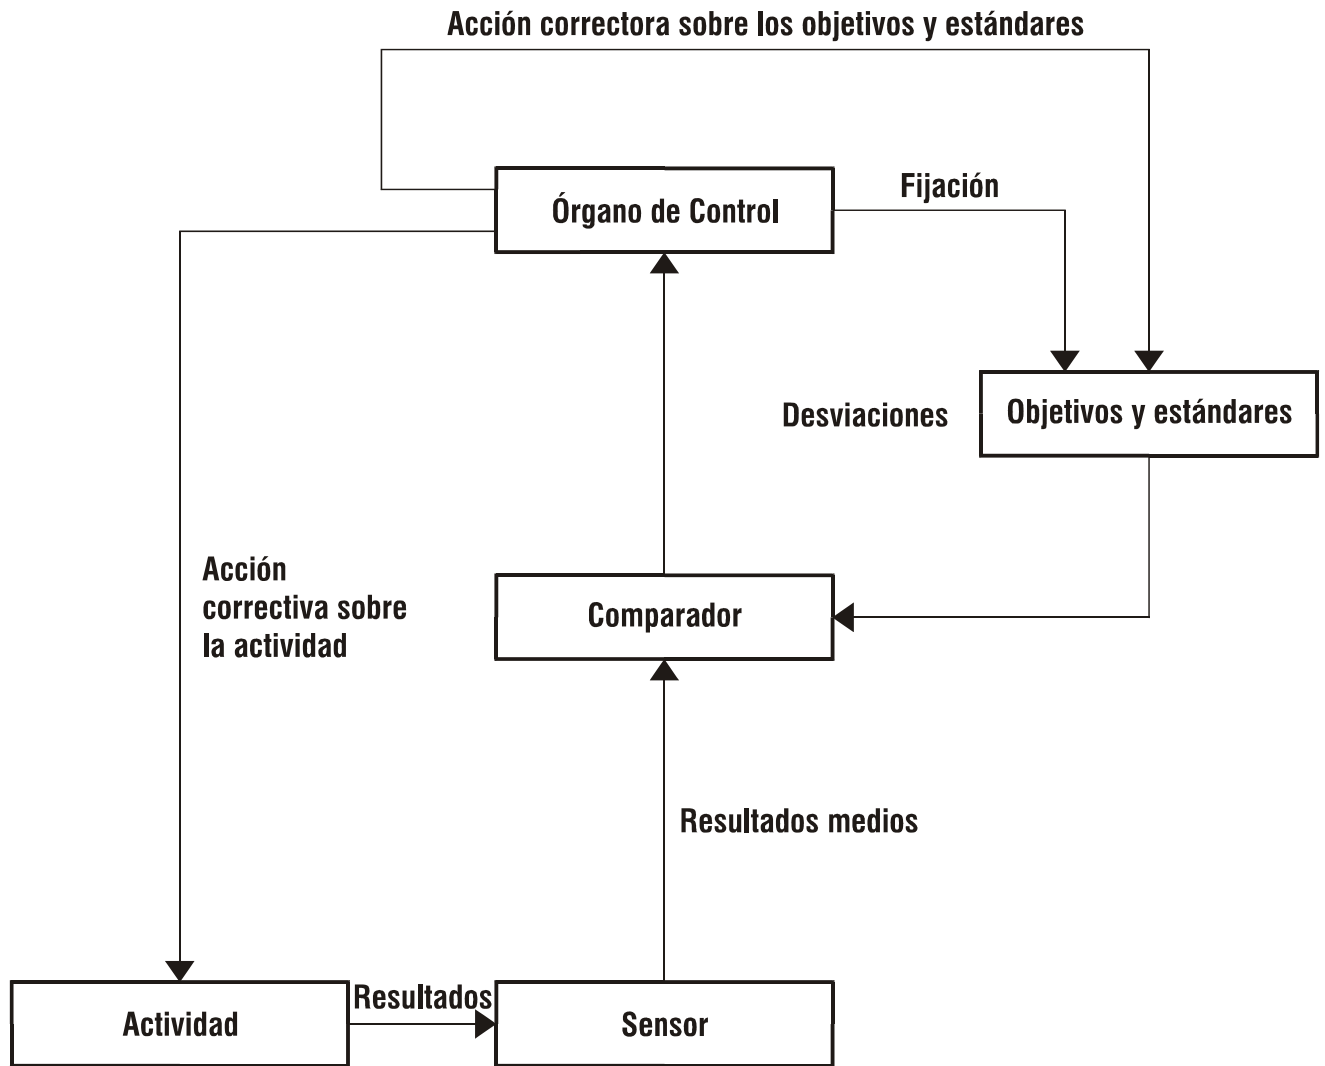 Acción correctora sobre los objetivos y estándares
Fijación
Órgano de Control
Desviaciones
Objetivos y estándares
Acción
correctiva sobre
la actividad
Comparador
Resultados medios
Resultados
Actividad
Sensor